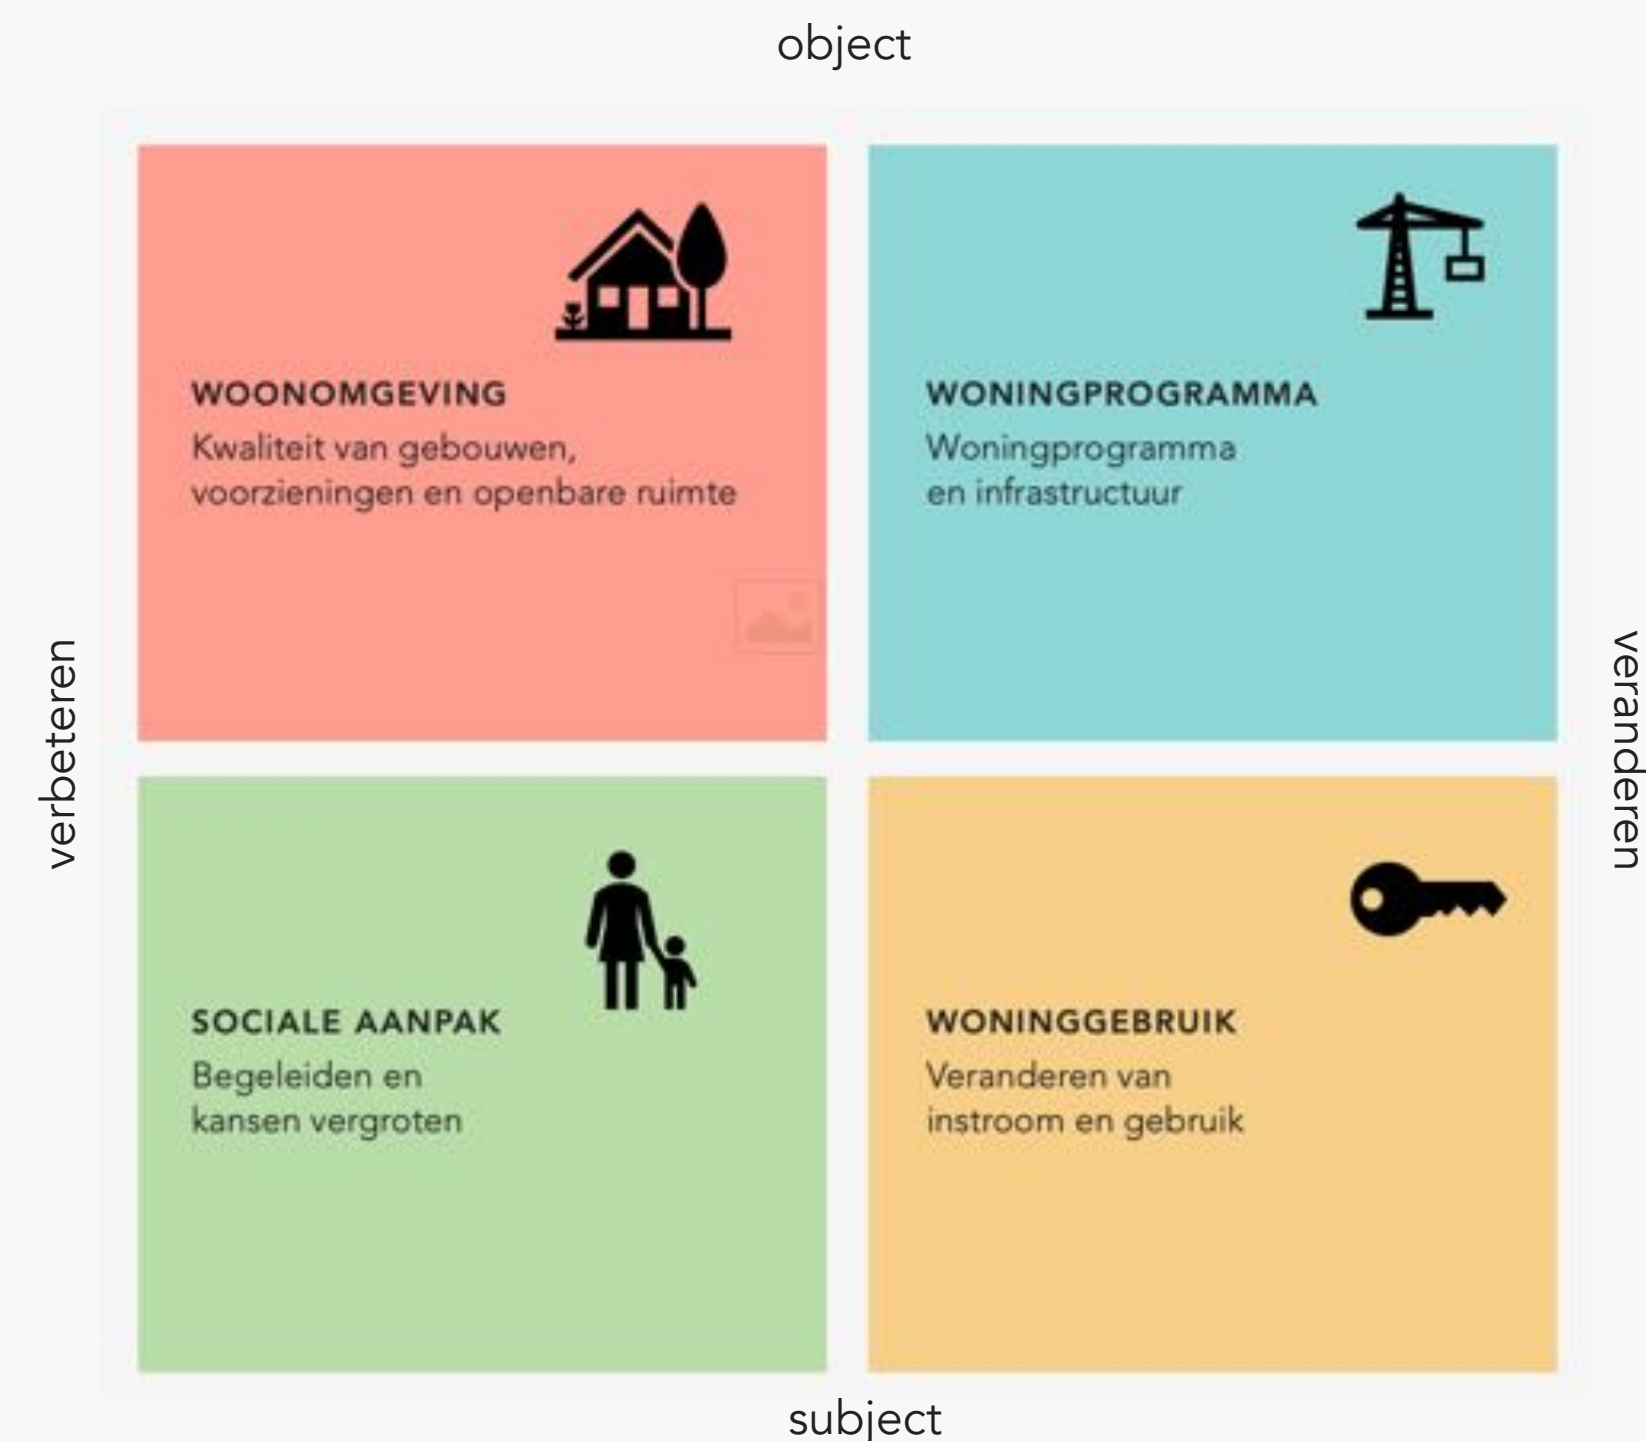 object
WOONOMGEVING
Kwaliteit van gebouwen,
voorzieningen en openbare ruimte
WONINGPROGRAMMA
Woningprogramma
en infrastructuur
verbeteren
veranderen
SOCIALE AANPAK
Begeleiden en
kansen vergroten
WONINGGEBRUIK
Veranderen van
instroom en gebruik
subject